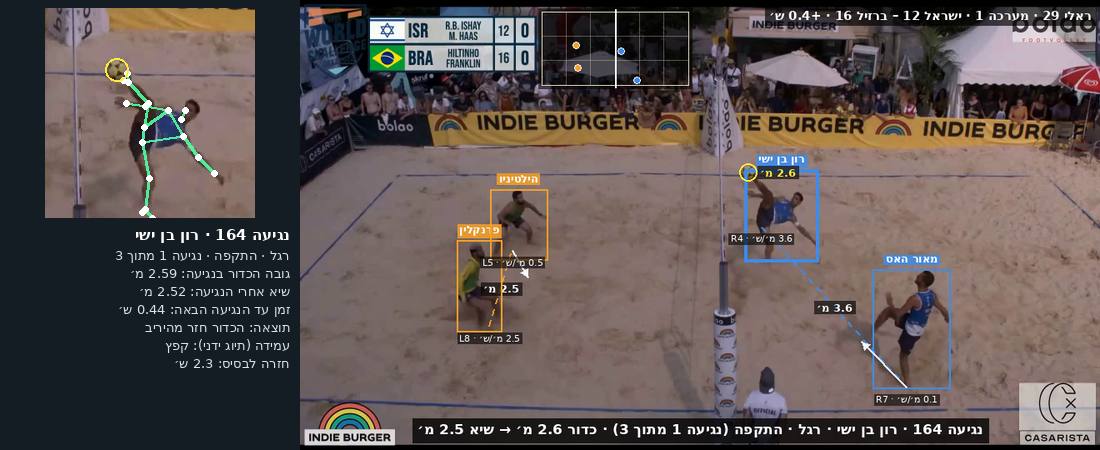 ראלי 29 · מערכה 1 · ישראל 12 – ברזיל 16 · +0.4 ש׳
ISR R.B. ISHAY M. HAAS 12 0
BRA HILTINHO FRANKLIN 16 0
bolao
FOOTVOLLEY
INDIE BURGER
BURGER
INDIE BURGER
bolao
CASARISTA
רון בן ישי
2.6 מ׳
הילטיניו
פרנקלין
R4 · 3.6 מ׳/ש׳
L5 · 0.5 מ׳/ש׳
מאור האס
2.5 מ׳
3.6 מ׳
L8 · 2.5 מ׳/ש׳
R7 · 0.1 מ׳/ש׳
OFFICIAL
נגיעה 164 · רון בן ישי
רגל · התקפה · נגיעה 1 מתוך 3
גובה הכדור בנגיעה: 2.59 מ׳
שיא אחרי הנגיעה: 2.52 מ׳
זמן עד הנגיעה הבאה: 0.44 ש׳
תוצאה: הכדור חזר מהיריב
עמידה (תיוג ידני): קפץ
חזרה לבסיס: 2.3 ש׳
INDIE BURGER
נגיעה 164 · רון בן ישי · רגל · התקפה (נגיעה 1 מתוך 3) · כדור 2.6 מ׳ → שיא 2.5 מ׳
CASARISTA